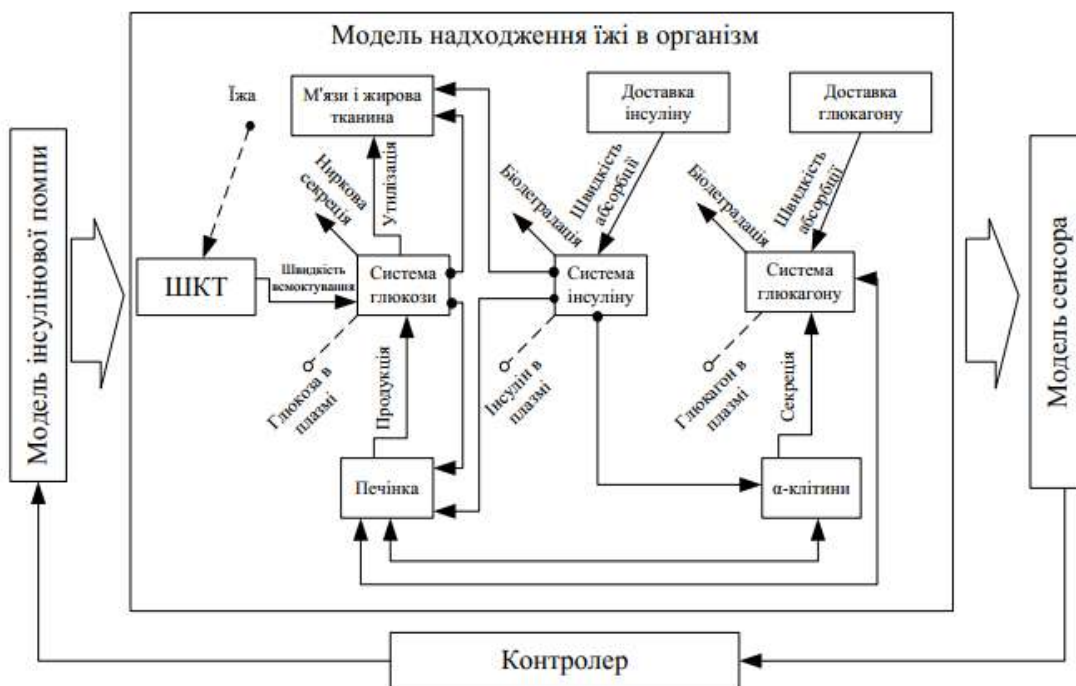 Модель надходження їжі в організм
Їжа
М'язи і жирова
тканина
Доставка
інсуліну
Доставка
глюкагону
Модель інсулінової помпи
Ниркова
секреція
Утилізація
Біодеградація
Швидкість
абсорбції
Біодеградація
Швидкість
абсорбції
ШКТ
Швидкість
всмоктування
Система
глюкози
Система
інсуліну
Система
глюкагону
Модель сенсора
Глюкоза в
плазмі
Продукція
Інсулін в
плазмі
Глюкагон в
плазмі
Секреція
Печінка
α-клітини
Контролер